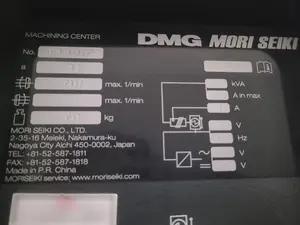 MACHINING CENTER
DMG MORI SEIKI
No.
a
max. 1/min
kVA
max. 1/min
A in max
A
kg
V
MORI SEIKI CO., LTD.
2-35-16 Meieki, Nakamura-ku
Hz
Nagoya City Aichi 450-0002, Japan
TEL: +81-52-587-1811
V
FAX: +81-52-587-1818
V
Made in P.R. China
MORISEIKI service: www.moriseiki.com